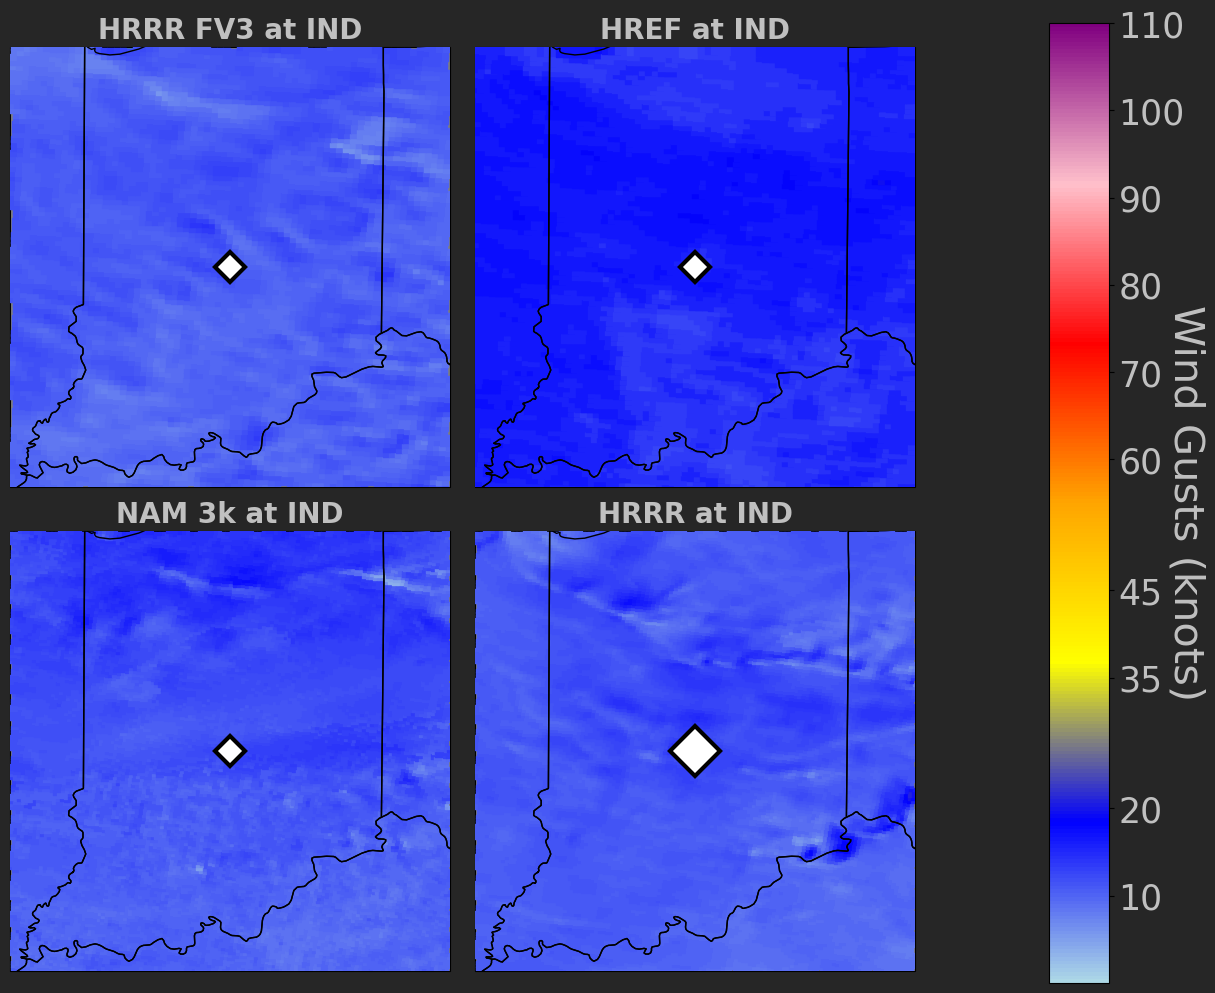 HRRR FV3 at IND
HREF at IND
NAM 3k at IND
HRRR at IND
110
100
90
80
70
60
45
35
20
10
Wind Gusts (knots)